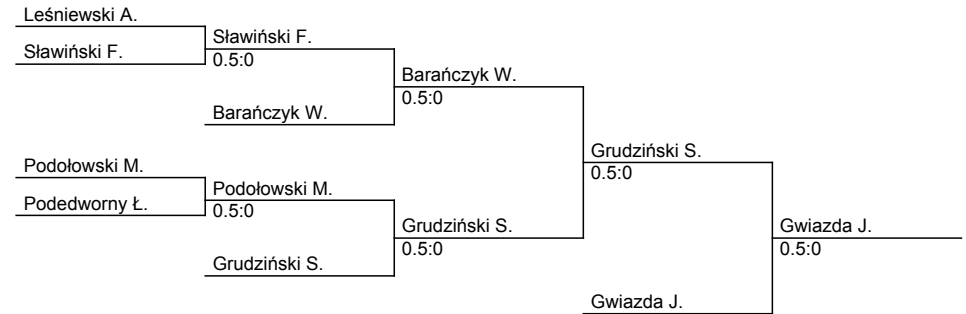 Leśniewski A.
Sławiński F.
Sławiński F.
0.5:0
Barańczyk W.
0.5:0
Barańczyk W.
Grudziński S.
0.5:0
Podołowski M.
Podołowski M.
Podedworny Ł.
0.5:0
Grudziński S.
0.5:0
Gwiazda J.
0.5:0
Grudziński S.
Gwiazda J.